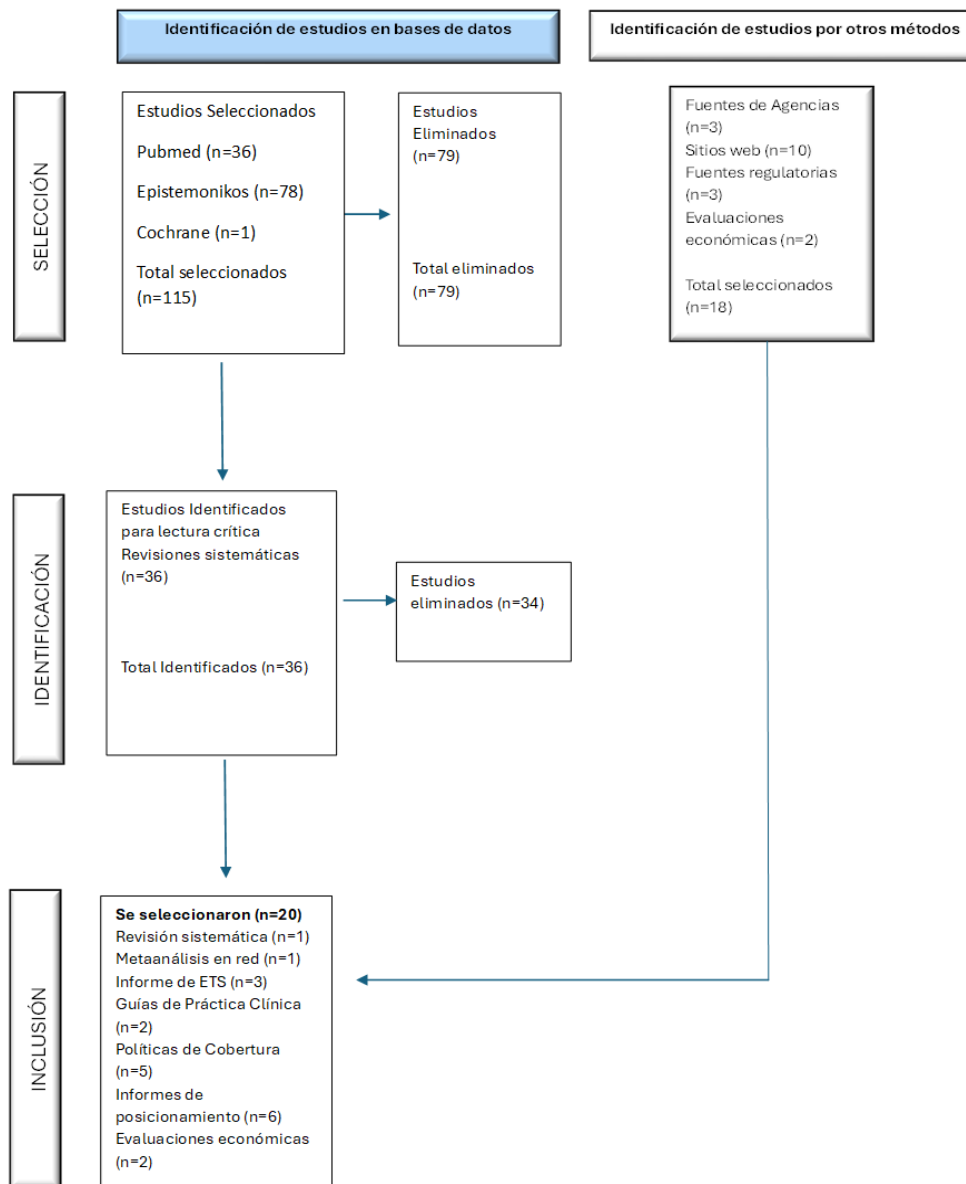 Identificación de estudios en bases de datos
Identificación de estudios por otros métodos
SELECCIÓN
Estudios Seleccionados
Pubmed (n=36)
Epistemonikos (n=78)
Cochrane (n=1)
Total seleccionados
(n=115)
Estudios
Eliminados
(n=79)
Total eliminados
(n=79)
Fuentes de Agencias
(n=3)
Sitios web (n=10)
Fuentes regulatorias
(n=3)
Evaluaciones
económicas (n=2)
Total seleccionados
(n=18)
IDENTIFICACIÓN
Estudios Identificados
para lectura crítica
Revisiones sistemáticas
(n=36)
Total Identificados (n=36)
Estudios
eliminados (n=34)
INCLUSIÓN
Se seleccionaron (n=20)
Revisión sistemática (n=1)
Metaanálisis en red (n=1)
Informe de ETS (n=3)
Guías de Práctica Clínica
(n=2)
Políticas de Cobertura
(n=5)
Informes de
posicionamiento (n=6)
Evaluaciones económicas
(n=2)